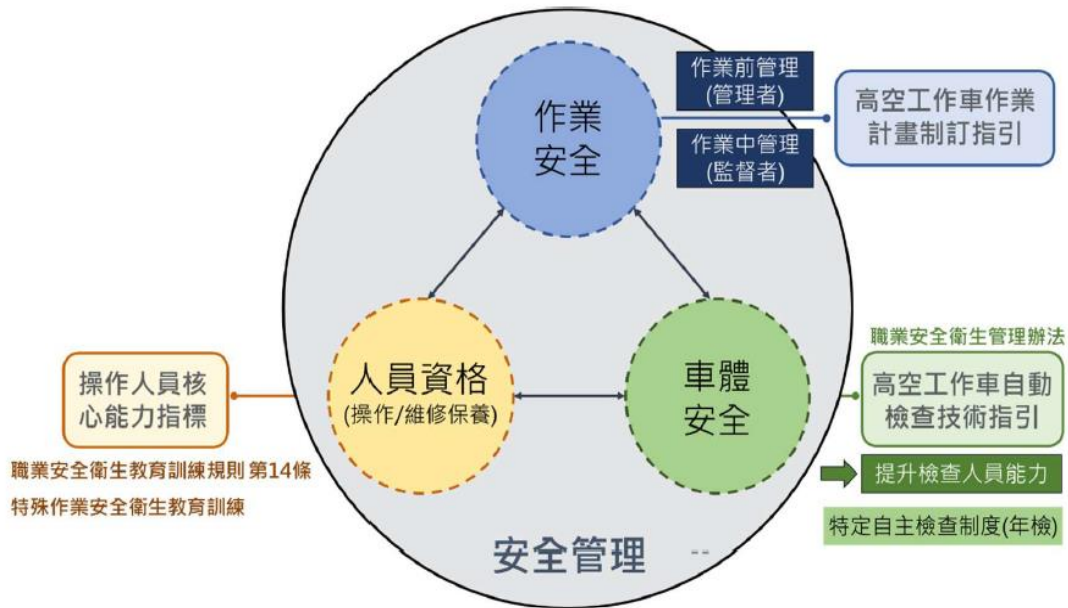 作業
安全
作業前管理
(管理者)
作業中管理
(監督者)
高空工作車作業
計畫制訂指引
人員資格
(操作/維修保養)
操作人員核
心能力指標
職業安全衛生教育訓練規則 第14條
特殊作業安全衛生教育訓練
車體
安全
職業安全衛生管理辦法
高空工作車自動
檢查技術指引
提升檢查人員能力
特定自主檢查制度(年檢)
安全管理 --